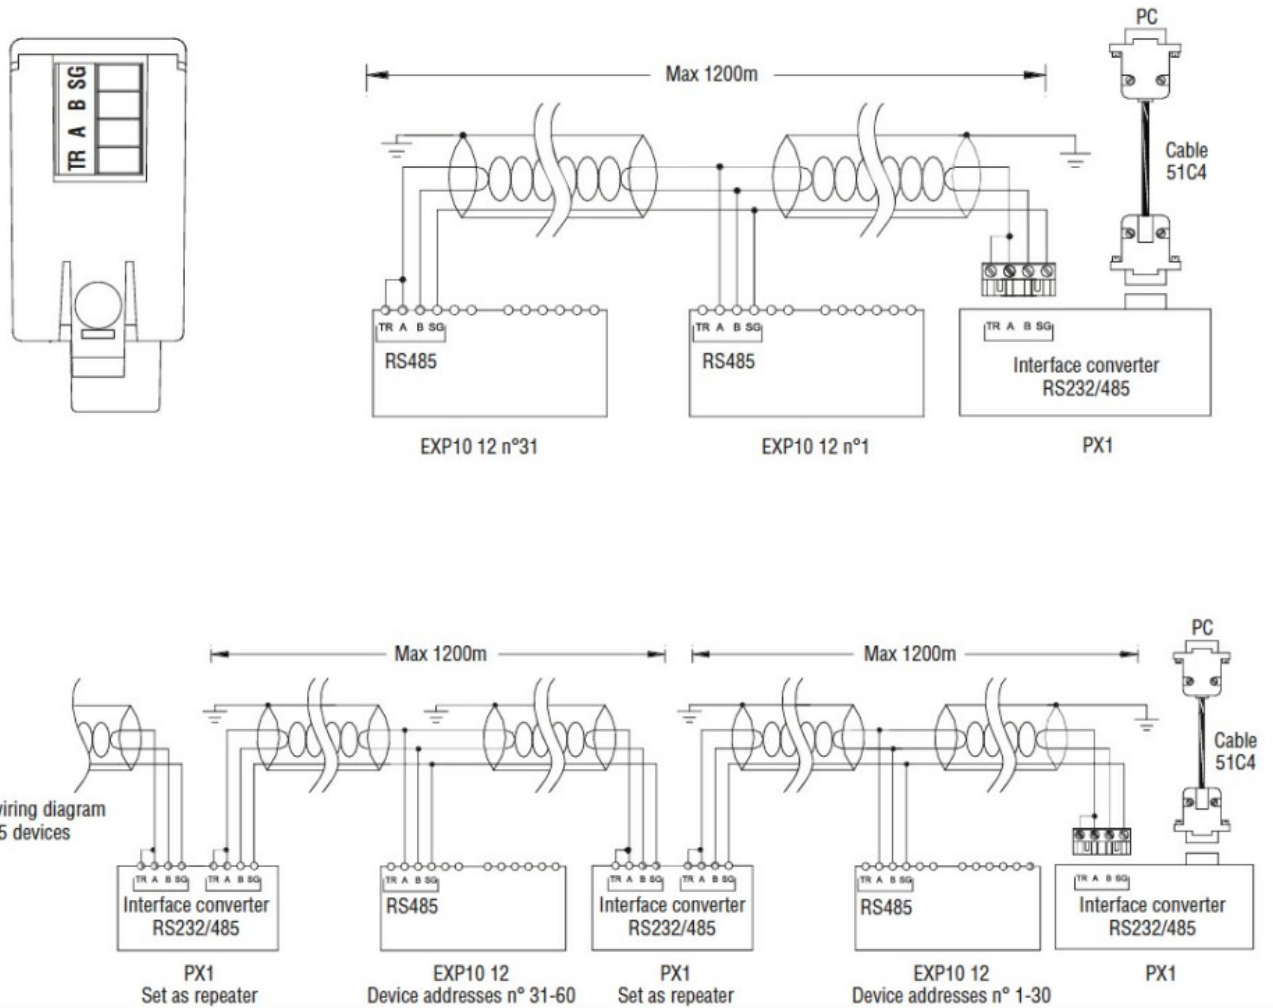 TR A B SG
Max 1200m
PC
Cable
51C4
TR A B SG
RS485
TR A B SG
RS485
TR A B SG
Interface converter
RS232/485
EXP10 12 n°31
EXP10 12 n°1
PX1
Max 1200m
Max 1200m
PC
Cable
51C4
wiring diagram
5 devices
TR A B SG
TR A B SG
Interface converter
RS232/485
TR A B SG
RS485
TR A B SG
TR A B SG
Interface converter
RS232/485
TR A B SG
RS485
TR A B SG
Interface converter
RS232/485
PX1
Set as repeater
EXP10 12
Device addresses n° 31-60
PX1
Set as repeater
EXP10 12
Device addresses n° 1-30
PX1